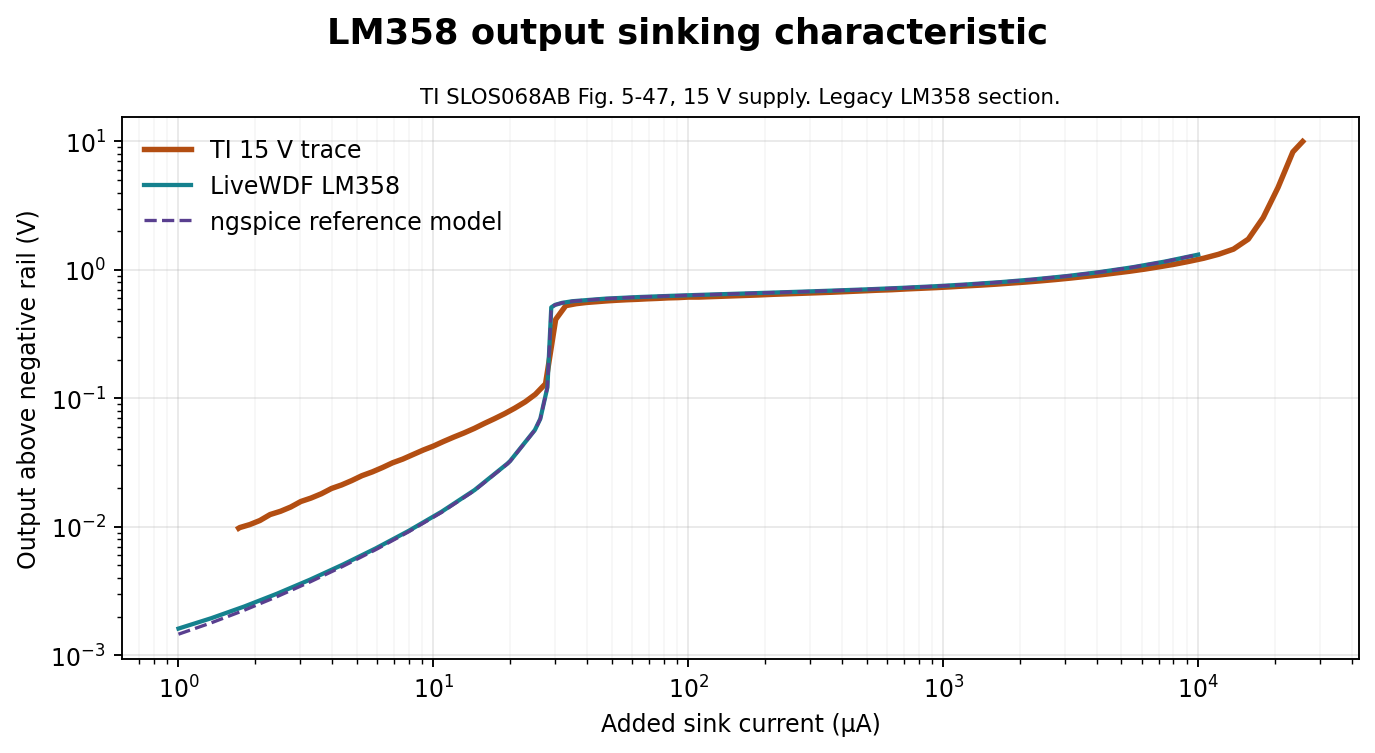 LM358 output sinking characteristic
TI SLOS068AB Fig. 5-47, 15 V supply. Legacy LM358 section.
TI 15 V trace
LiveWDF LM358
ngspice reference model
Output above negative rail (V)
10¹
10⁰
10⁻¹
10⁻²
10⁻³
10⁰ 10¹ 10² 10³ 10⁴
Added sink current (µA)